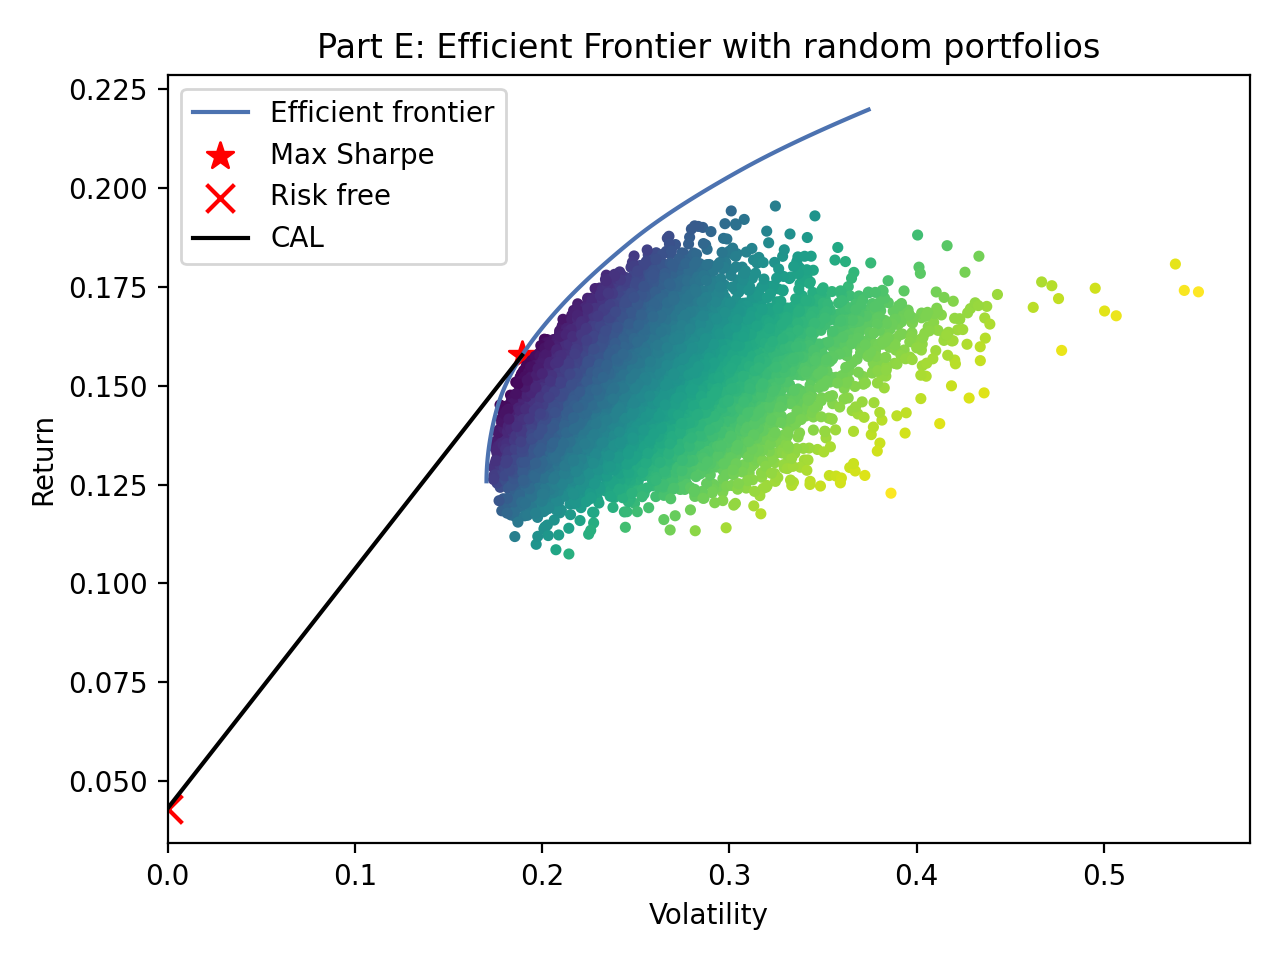 Part E: Efficient Frontier with random portfolios
Efficient frontier
Max Sharpe
Risk free
CAL
Return
0.225
0.200
0.175
0.150
0.125
0.100
0.075
0.050
0.0 0.1 0.2 0.3 0.4 0.5
Volatility